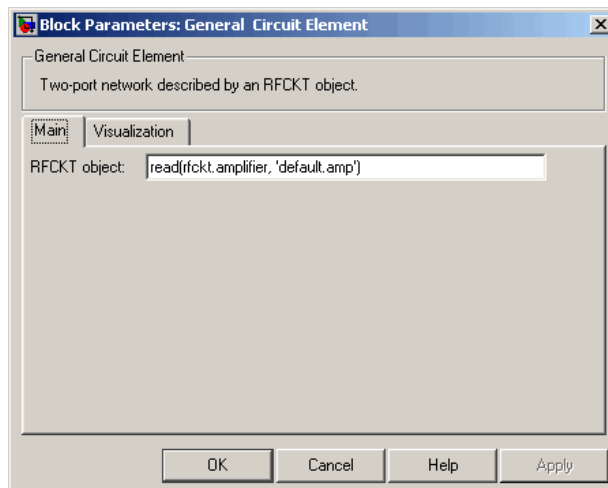 Block Parameters: General Circuit Element
General Circuit Element
Two-port network described by an RFCKT object.
Main Visualization
RFCKT object: read(rfckt.amplifier, 'default.amp')
OK Cancel Help Apply